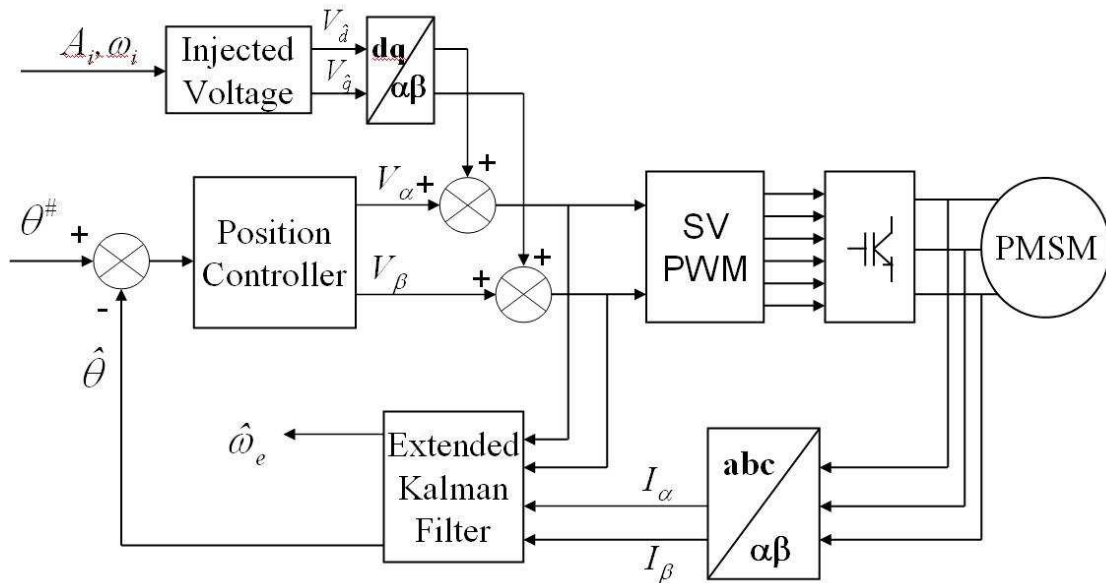 A_i, ω_i
Injected
Voltage
V_d̂
V_q̂
dq
αβ
+
+
θ^#
+
-
Position
Controller
V_α
+
V_β
+
SV
PWM
PMSM
θ̂
ω̂_e
Extended
Kalman
Filter
I_α
I_β
abc
αβ